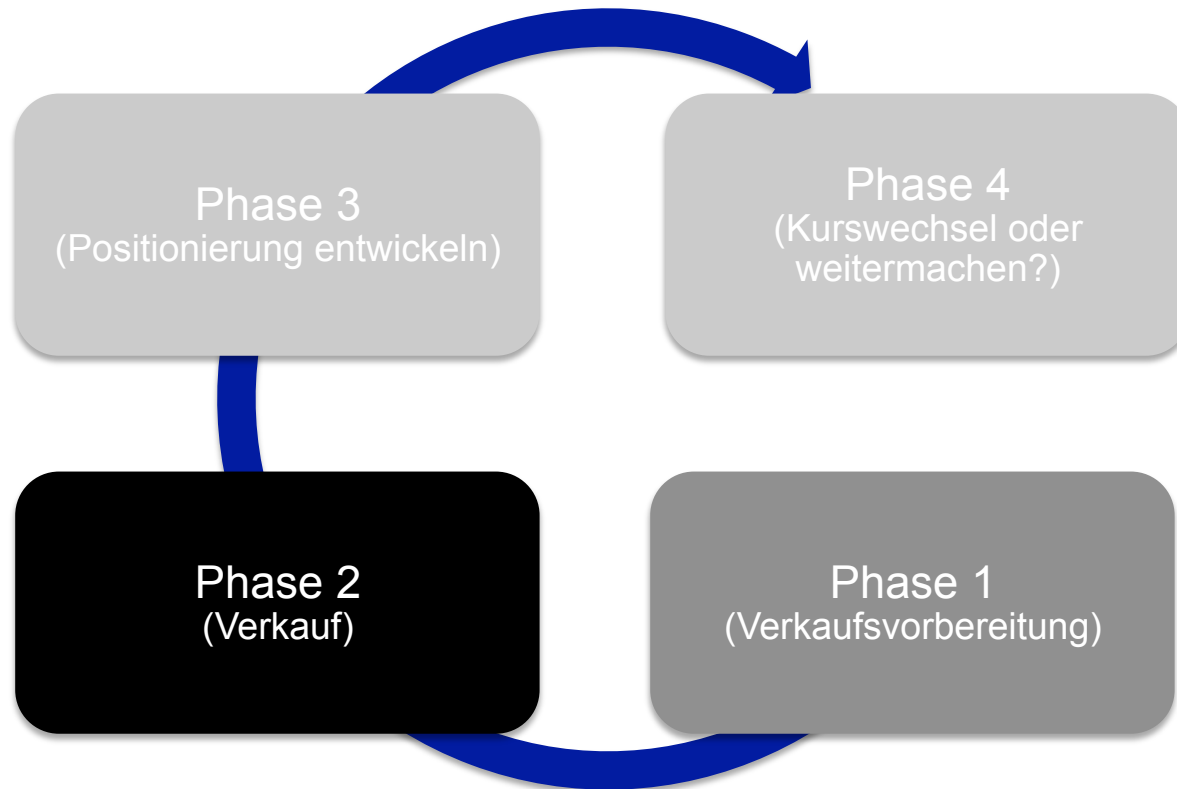 Phase 3
(Positionierung entwickeln)
Phase 4
(Kurswechsel oder
weitermachen?)
Phase 2
(Verkauf)
Phase 1
(Verkaufsvorbereitung)